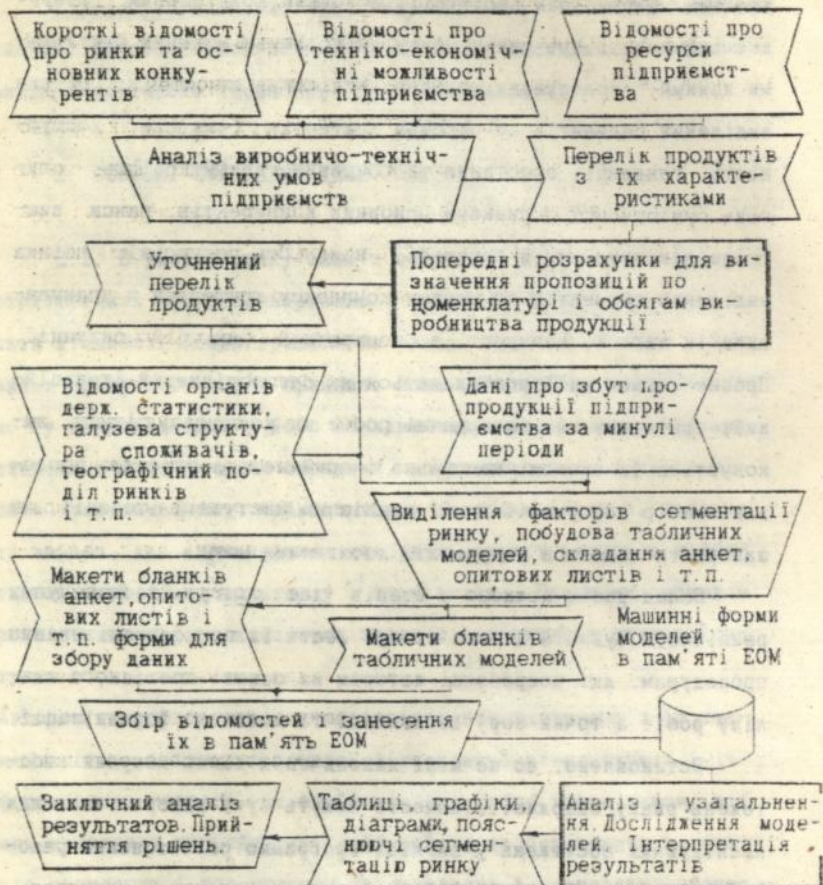 Короткі відомості
про ринки та ос-
новних конку-
рентів
Відомості про
техніко-економіч-
ні можливості
підприємства
Відомості про
ресурси
підприємст-
ва
Аналіз виробничо-техніч-
них умов
підприємств
Перелік продуктів
з їх характе-
ристиками
Уточнений
перелік
продуктів
Попередні розрахунки для ви-
значення пропозицій по
номенклатурі і обсягам ви-
робництва продукції
Відомості органів
держ. статистики,
галузева структу-
ра споживачів,
географічний по-
діл ринків
і т.п.
Дані про збут про-
продукції підпри-
ємства за минулі
періоди
Виділення факторів сегментації
ринку, побудова табличних
моделей, складання анкет,
опитових листів і т.п.
Макети бланків
анкет,опито-
вих листів і
т.п. форми для
збору даних
Макети бланків
табличних моделей
Машинні форми
моделей
в пам'яті ЕОМ
Збір відомостей і занесення
їх в пам'ять ЕОМ
Заключний аналіз
результатов.Прий-
няття рішень
Таблиці, графіки,
діаграми,пояс-
нюючі сегмен-
тацію ринку
Аналіз і узагальнен-
ня.Дослідження моде-
лей. Інтерпретація
результатів